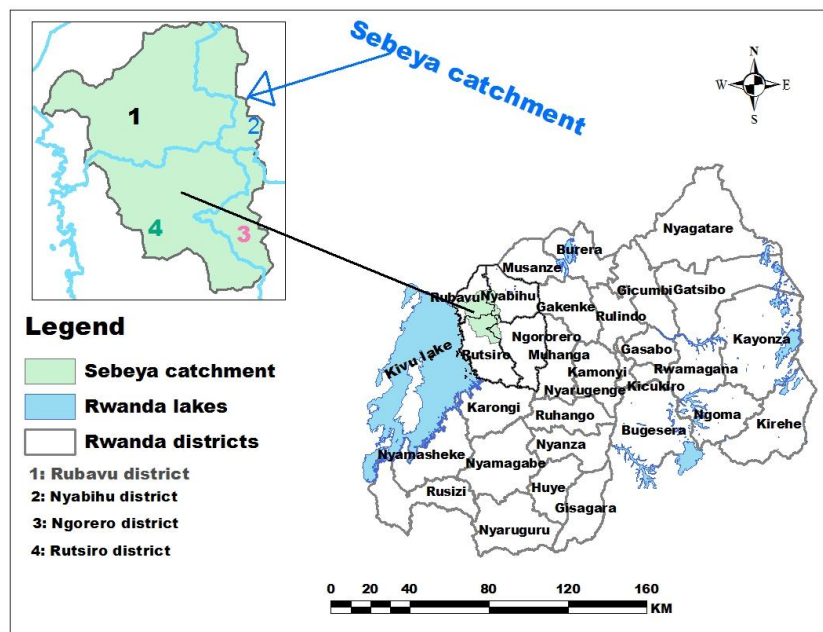 Sebeya catchment
1
2
3
4
N
W E
S
Legend
Sebeya catchment
Rwanda lakes
Rwanda districts
1: Rubavu district
2: Nyabihu district
3: Ngorero district
4: Rutsiro district
Nyagatare
Burera
Musanze
Rubavu
Nyabihu
Gakenke
Gicumbi
Gatsibo
Rulindo
Kivu lake
Rutsiro
Ngororero
Muhanga
Gasabo
Kayonza
Kamonyi
Rwamagana
Nyarugenge
Kicukiro
Karongi
Ruhango
Ngoma
Kirehe
Bugesera
Nyanza
Nyamasheke
Nyamagabe
Huye
Rusizi
Gisagara
Nyaruguru
0 20 40 80 120 160
KM